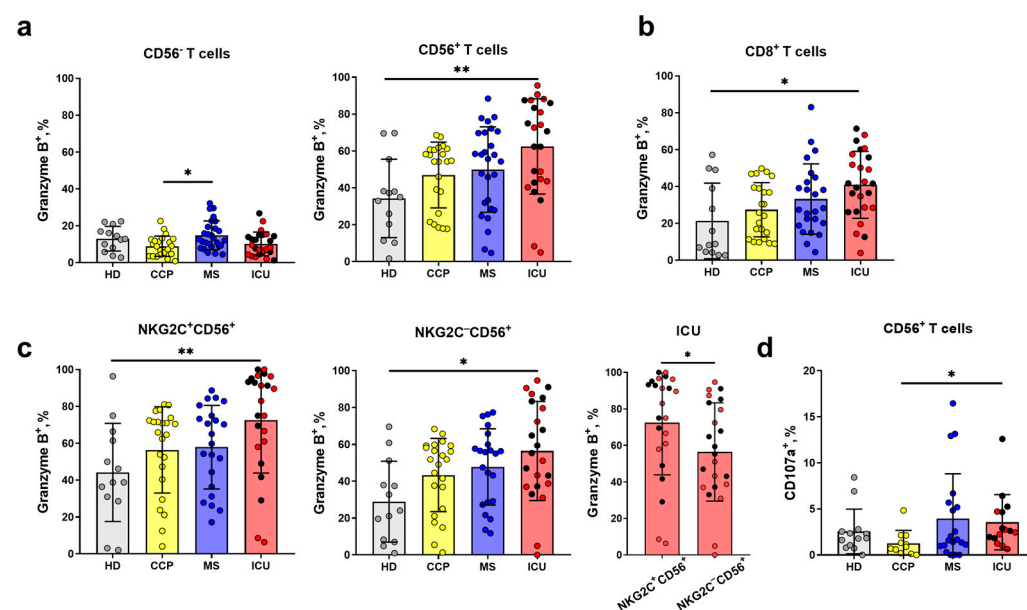 a
CD56⁻ T cells
Granzyme B⁺, %
100
80
60
40
20
0
*
HD CCP MS ICU
CD56⁺ T cells
Granzyme B⁺, %
100
80
60
40
20
0
**
HD CCP MS ICU
b
CD8⁺ T cells
Granzyme B⁺, %
100
80
60
40
20
0
*
HD CCP MS ICU
c
NKG2C⁺CD56⁺
Granzyme B⁺, %
100
80
60
40
20
0
**
HD CCP MS ICU
NKG2C⁻CD56⁺
Granzyme B⁺, %
100
80
60
40
20
0
*
HD CCP MS ICU
ICU
Granzyme B⁺, %
100
80
60
40
20
0
*
NKG2C⁺CD56⁺
NKG2C⁻CD56⁺
d
CD56⁺ T cells
CD107a⁺, %
20
15
10
5
0
*
HD CCP MS ICU